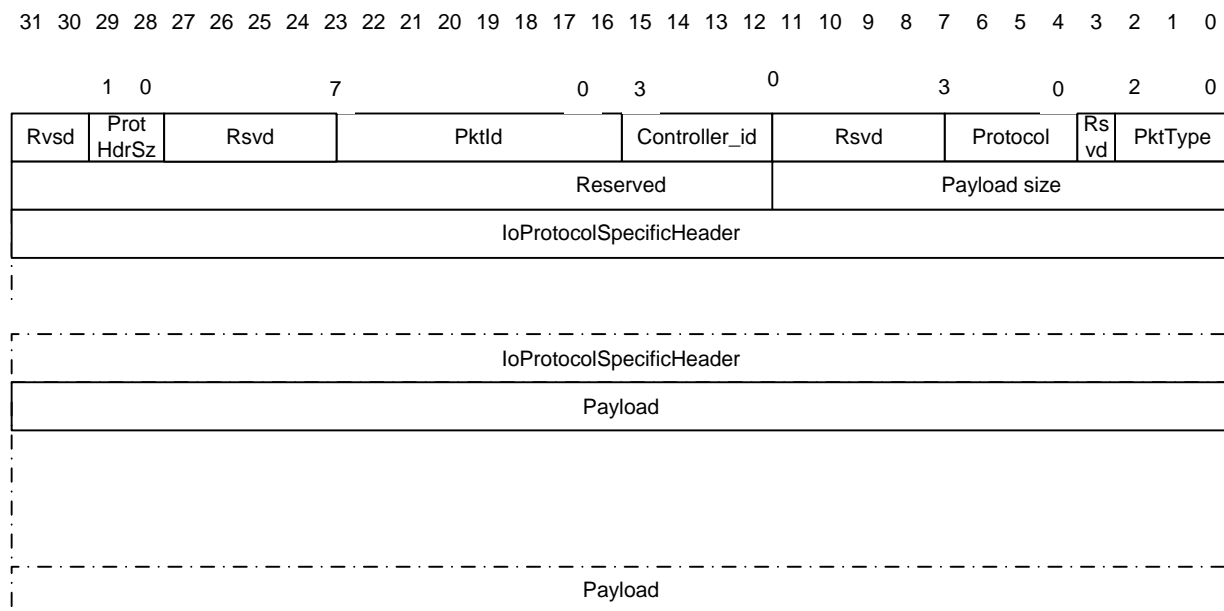 31 30 29 28 27 26 25 24 23 22 21 20 19 18 17 16 15 14 13 12 11 10 9 8 7 6 5 4 3 2 1 0
1 0 7 0 3 0 3 0 2 0
Rvsd Prot HdrSz Rsvd PktId Controller_id Rsvd Protocol Rs vd PktType
Reserved Payload size
IoProtocolSpecificHeader
IoProtocolSpecificHeader
Payload
Payload